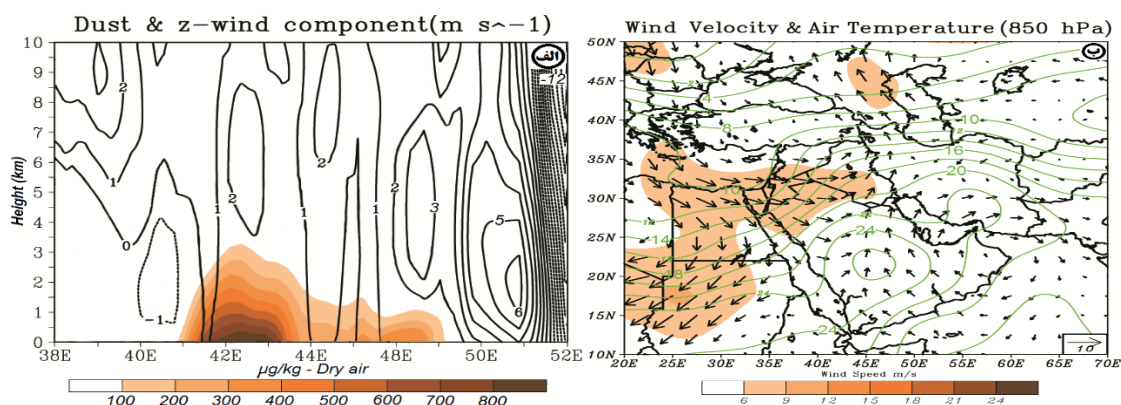 Dust & z-wind component(m s^-1)
الف
10
9
8
7
6
5
4
3
2
1
0
Height (km)
38E 40E 42E 44E 46E 48E 50E 52E
2
1
0
-1
1
2
2
1
1
2
3
5
6
-12
µg/kg - Dry air
100 200 300 400 500 600 700 800
Wind Velocity & Air Temperature (850 hPa)
ب
50N
45N
40N
35N
30N
25N
20N
15N
10N
4
8
10
16
20
10
14
18
24
24
20E 25E 30E 35E 40E 45E 50E 55E 60E 65E 70E
10
Wind Speed m/s
6 9 12 15 18 21 24